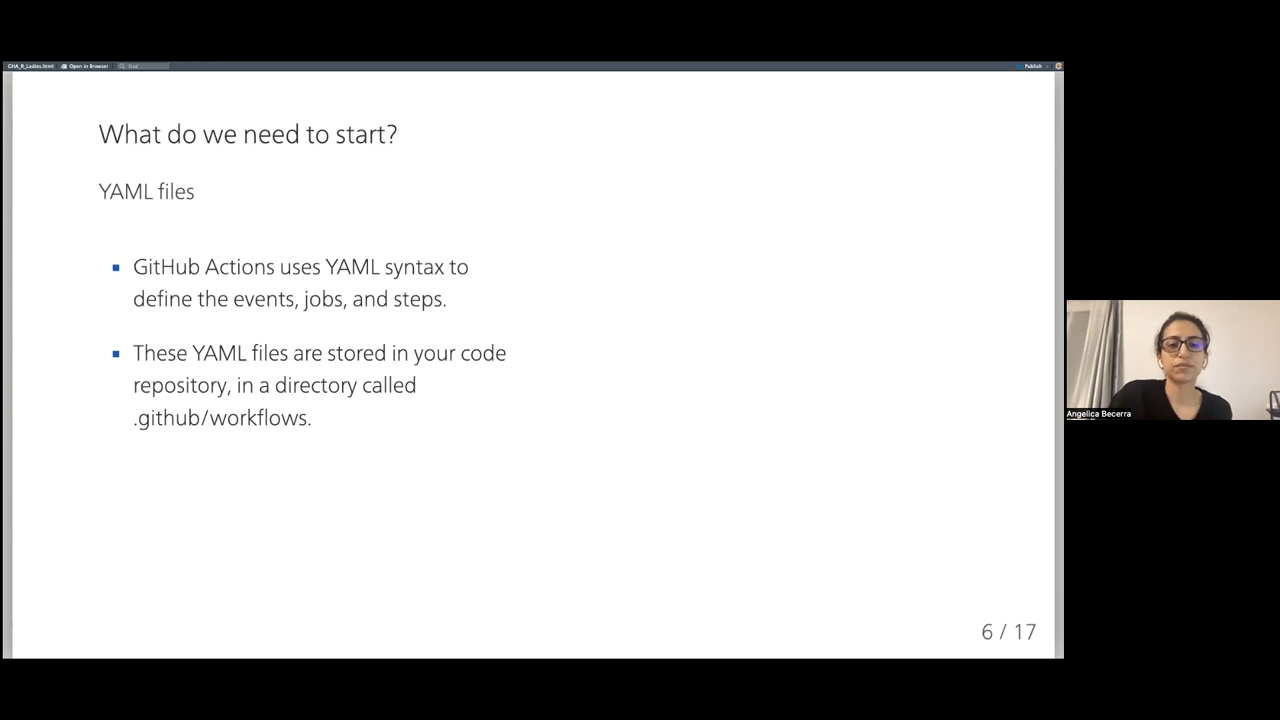 GHA_R_Ladies.html Open in Browser Find Publish
What do we need to start?
YAML files
GitHub Actions uses YAML syntax to
define the events, jobs, and steps.
These YAML files are stored in your code
repository, in a directory called
.github/workflows.
6 / 17
Angelica Becerra